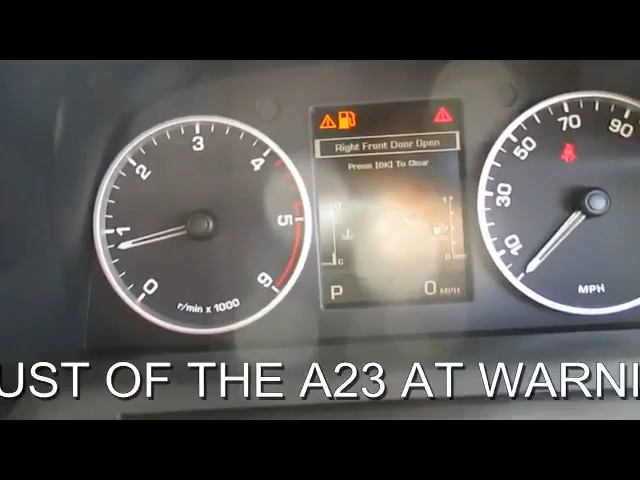 Right Front Door Open
Press [OK] To Clear
3
2
4
1
5
0
6
r/min x 1000
P
0 MPH
70
90
50
30
10
MPH
UST OF THE A23 AT WARNI